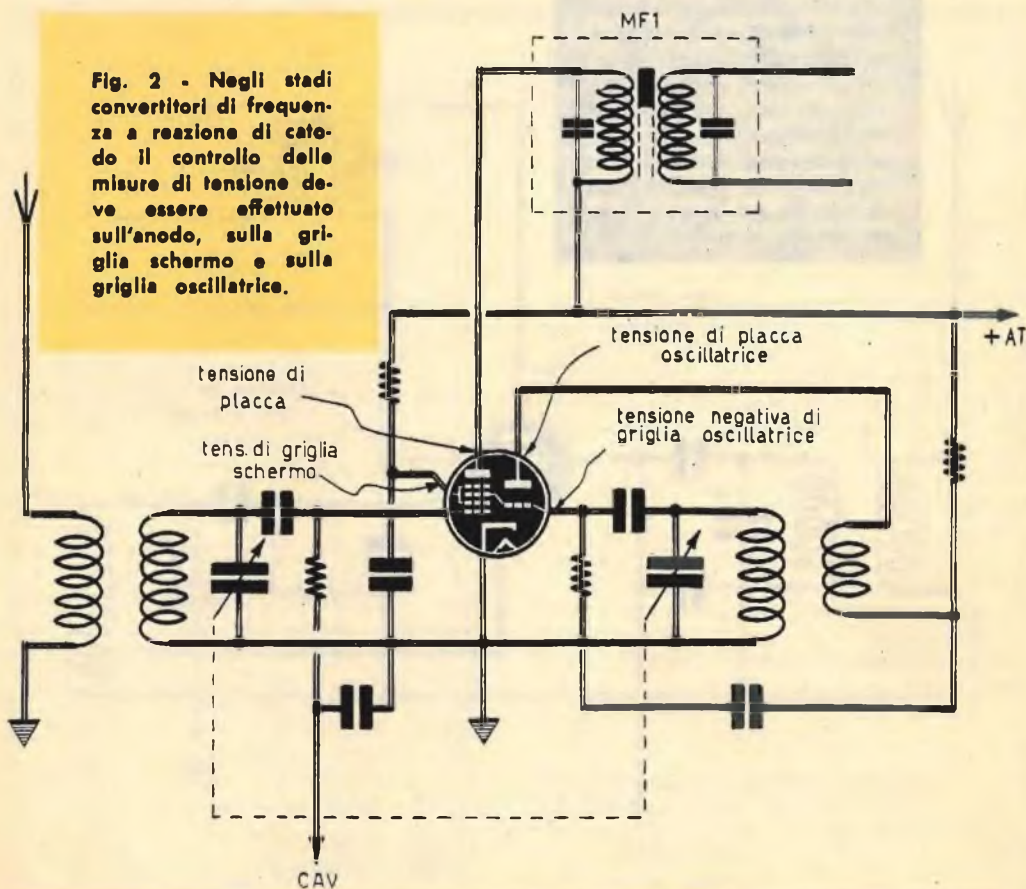 MF1
Fig. 2 - Negli stadi
convertitori di frequen-
za a reazione di cato-
do il controllo delle
misure di tensione de-
ve essere effettuato
sull'anodo, sulla gri-
glia schermo e sulla
griglia oscillatrice.
+AT
tensione di placca
oscillatrice
tensione di
placca
tensione negativa di
griglia oscillatrice
tens. di griglia
schermo
CAV